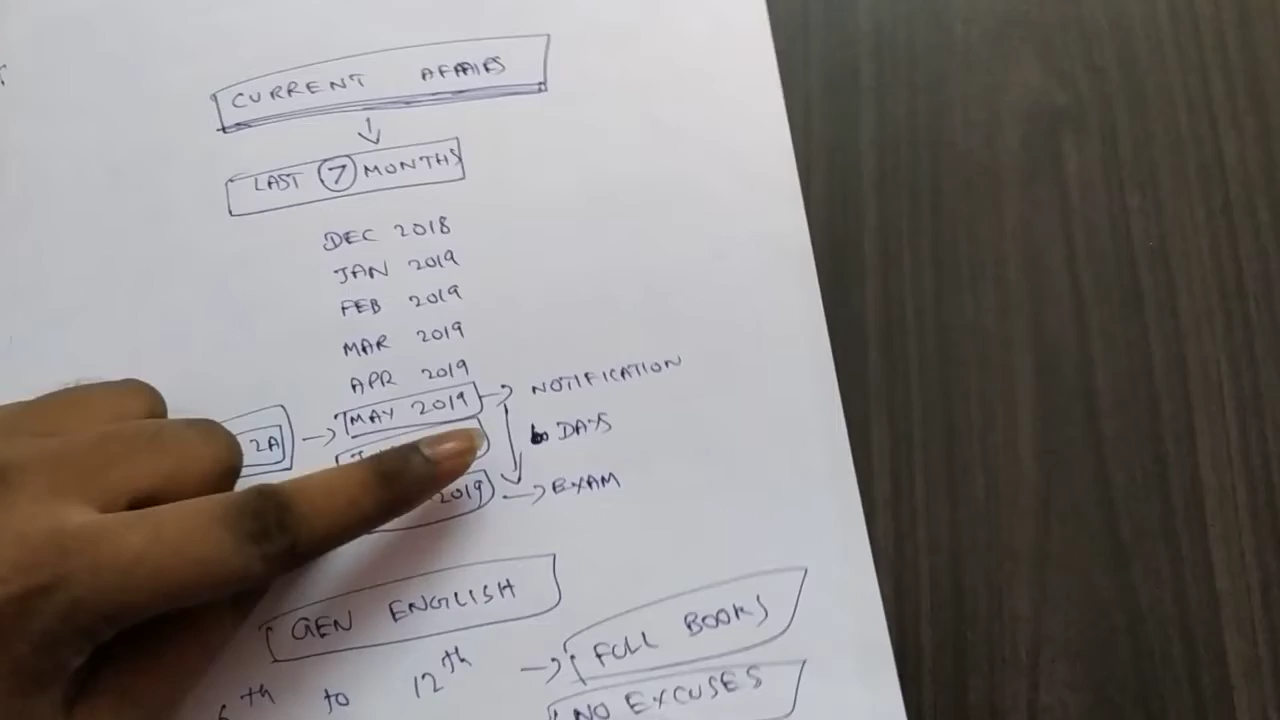 CURRENT AFFAIRS
LAST 7 MONTHS
DEC 2018
JAN 2019
FEB 2019
MAR 2019
APR 2019
2A → MAY 2019 → NOTIFICATION
DAYS
2019 → EXAM
GEN ENGLISH
th to 12th → FULL BOOKS
NO EXCUSES